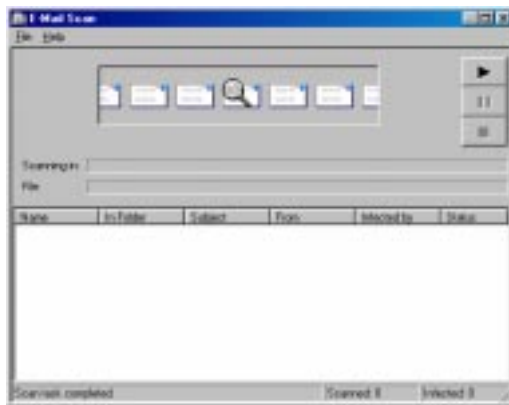 E-Mail Scan
File Help
Scanning in:
File:
Name In Folder Subject From Infected by Status
Scan task completed Scanned: 0 Infected: 0